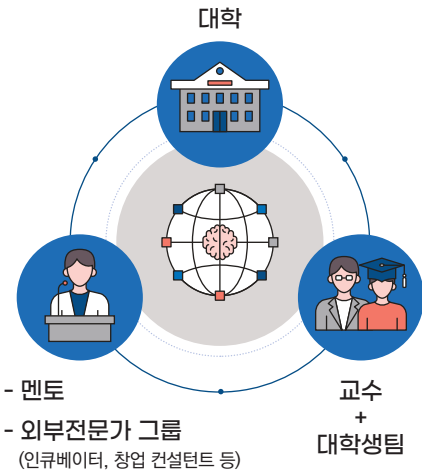 대학
- 멘토
- 외부전문가 그룹
(인큐베이터, 창업 컨설턴트 등)
교수
+
대학생팀